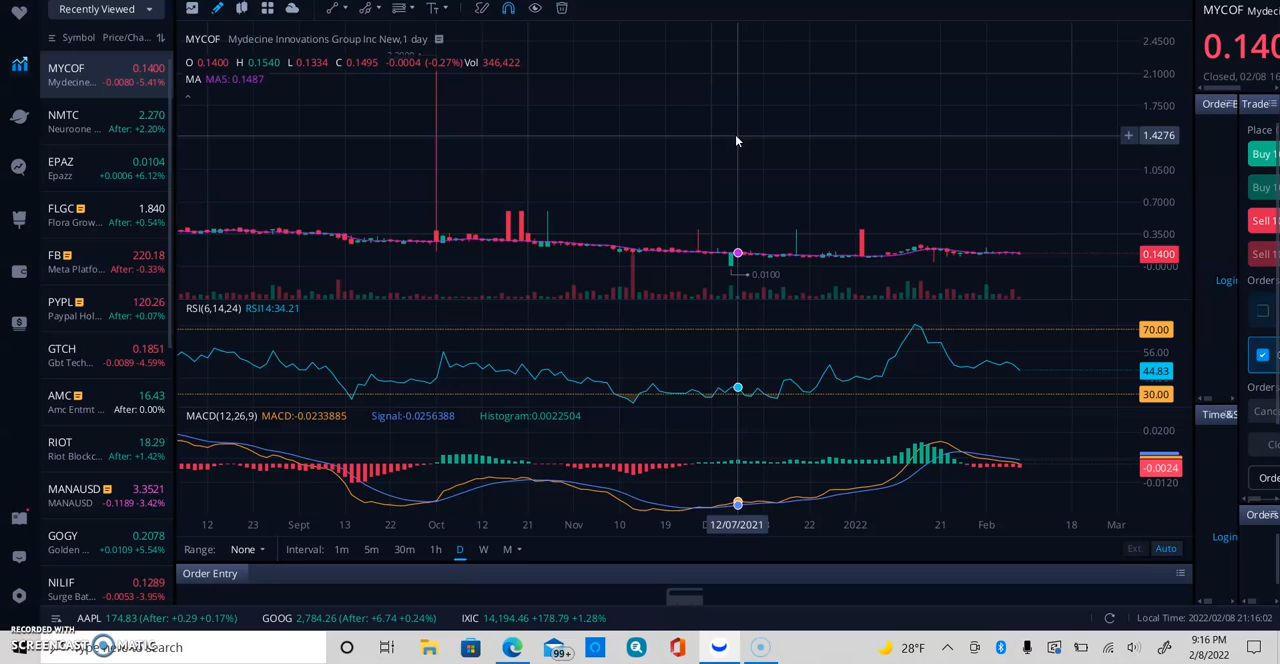 Recently Viewed
Symbol Price/Cha...
MYCOF 0.1400
Mydecine... -0.0080 -5.41%
NMTC 2.270
Neuroone ... After: +2.20%
EPAZ 0.0104
Epazz +0.0006 +6.12%
FLGC 1.840
Flora Grow... After: +0.54%
FB 220.18
Meta Platfo... After: -0.33%
PYPL 120.26
Paypal Hol... After: +0.07%
GTCH 0.1851
Gbt Tech... -0.0089 -4.59%
AMC 16.43
Amc Entmt ... After: 0.00%
RIOT 18.29
Riot Blockc... After: +1.42%
MANAUSD 3.3521
MANAUSD -0.1189 -3.42%
GOGY 0.2078
Golden ... +0.0109 +5.54%
NILIF 0.1289
Surge Bat... -0.0053 -3.95%
MYCOF Mydecine Innovations Group Inc New,1 day
O 0.1400 H 0.1540 L 0.1334 C 0.1495 -0.0004 (-0.27%) Vol 346,422
MA MA5: 0.1487
2.4500
2.1000
1.7500
+ 1.4276
1.0500
0.7000
0.3500
0.1400
-0.0000
0.0100
RSI(6,14,24) RSI14:34.21
70.00
56.00
44.83
30.00
MACD(12,26,9) MACD:-0.0233885 Signal:-0.0256388 Histogram:0.0022504
0.0200
-0.0024
-0.0120
12 23 Sept 13 22 Oct 12 21 Nov 10 19 12/07/2021 22 2022 21 Feb 18 Mar
Range: None Interval: 1m 5m 30m 1h D W M Ext. Auto
Order Entry
MYCOF Mydeci
0.140
Closed, 02/08 16
Order E Trade
Place
Buy 1
Buy 1
Sell 1
Sell 1
Login
Orders
Orders
Time&S
Canc
Clo
Orde
Orders
Login
AAPL 174.83 (After: +0.29 +0.17%) GOOG 2,784.26 (After: +6.74 +0.24%) IXIC 14,194.46 +178.79 +1.28%
Local Time: 2022/02/08 21:16:02
RECORDED WITH
SCREENCAST MATIC
Type here to search
99+
28°F
9:16 PM
2/8/2022